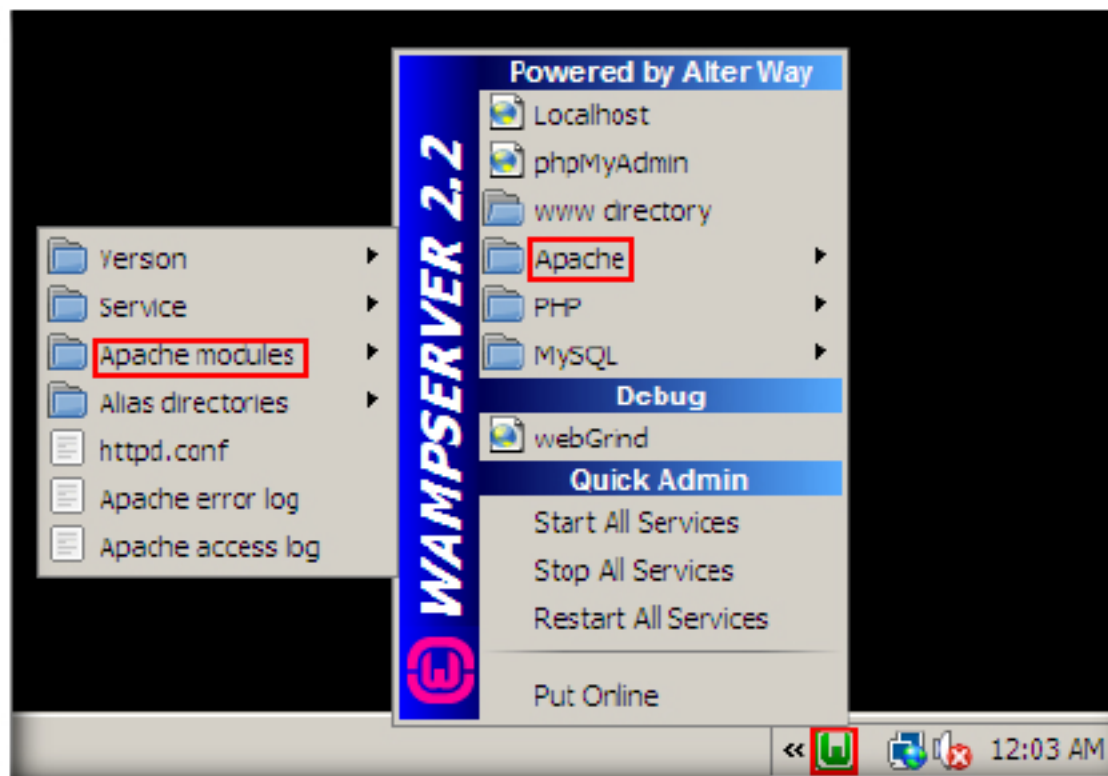 Powered by Alter Way
Localhost
phpMyAdmin
www directory
Apache
PHP
MySQL
Debug
webGrind
Quick Admin
Start All Services
Stop All Services
Restart All Services
Put Online
WAMPSERVER 2.2
Version
Service
Apache modules
Alias directories
httpd.conf
Apache error log
Apache access log
« 12:03 AM